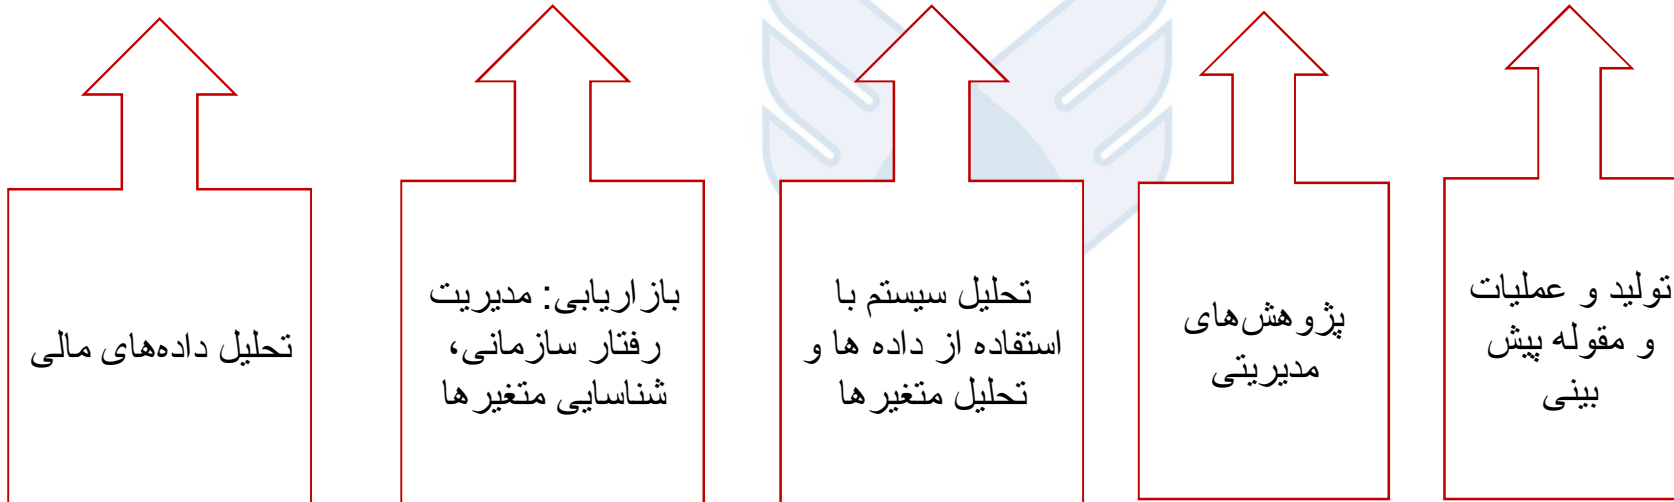 تولید و عملیات
و مقوله پیش
بینی
پژوهش‌های
مدیریتی
تحلیل سیستم با
استفاده از داده ها و
تحلیل متغیرها
بازاریابی: مدیریت
رفتار سازمانی،
شناسایی متغیرها
تحلیل داده‌های مالی